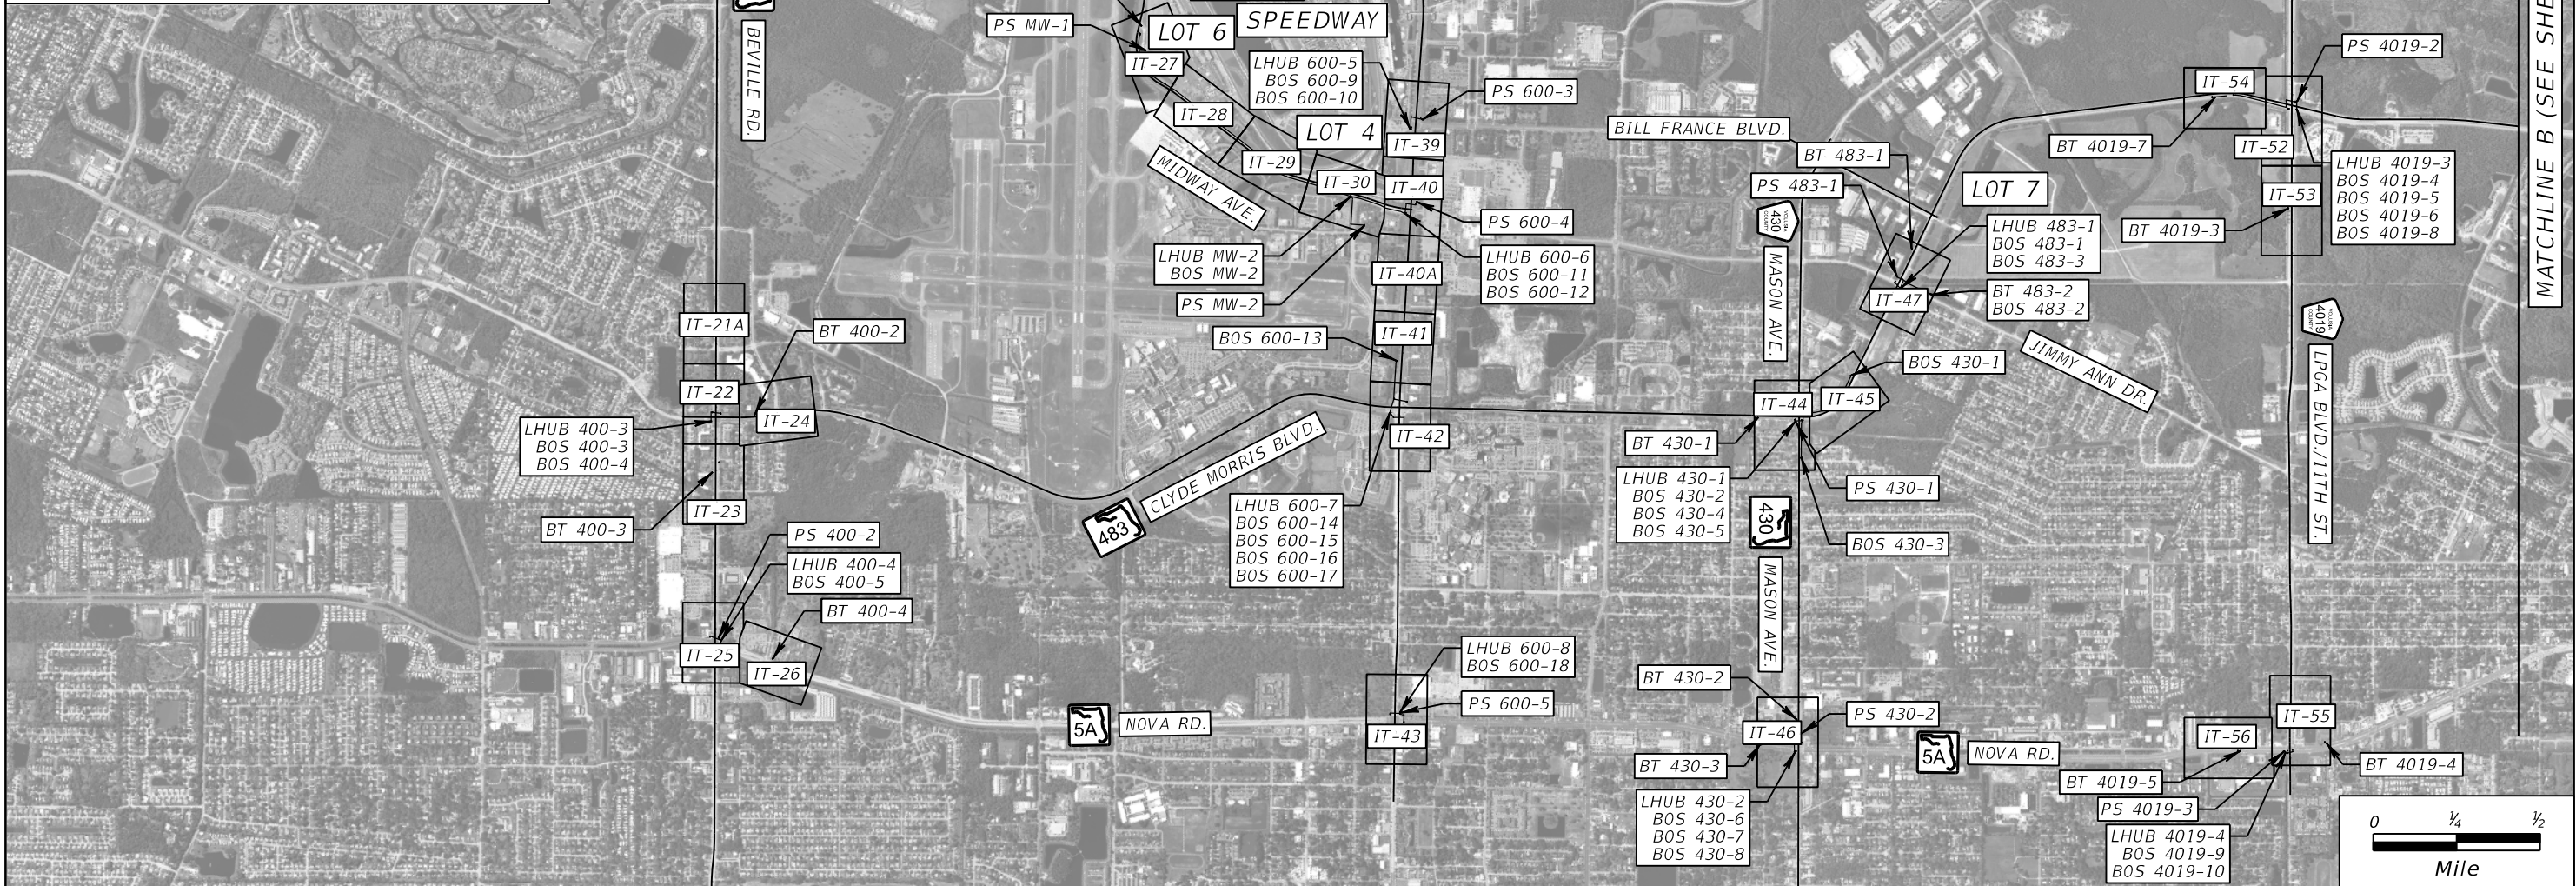 BEVILLE RD.
PS MW-1
LOT 6
SPEEDWAY
IT-27
LHUB 600-5
BOS 600-9
BOS 600-10
PS 600-3
IT-28
LOT 4
IT-39
IT-29
MIDWAY AVE.
IT-30
IT-40
PS 600-4
LHUB MW-2
BOS MW-2
IT-40A
LHUB 600-6
BOS 600-11
BOS 600-12
PS MW-2
BOS 600-13
IT-41
IT-42
PS 4019-2
IT-54
BILL FRANCE BLVD.
BT 483-1
BT 4019-7
IT-52
LHUB 4019-3
BOS 4019-4
BOS 4019-5
BOS 4019-6
BOS 4019-8
PS 483-1
LOT 7
IT-53
VOLUSIA
430
COUNTY
MASON AVE.
LHUB 483-1
BOS 483-1
BOS 483-3
BT 4019-3
IT-47
BT 483-2
BOS 483-2
VOLUSIA
4019
COUNTY
JIMMY ANN DR.
LPGA BLVD./11TH ST.
MATCHLINE B (SEE SHE
IT-21A
BT 400-2
IT-22
IT-24
LHUB 400-3
BOS 400-3
BOS 400-4
IT-23
BT 400-3
483
CLYDE MORRIS BLVD.
LHUB 600-7
BOS 600-14
BOS 600-15
BOS 600-16
BOS 600-17
BOS 430-1
IT-44
IT-45
BT 430-1
LHUB 430-1
BOS 430-2
BOS 430-4
BOS 430-5
PS 430-1
430
BOS 430-3
MASON AVE.
PS 400-2
LHUB 400-4
BOS 400-5
BT 400-4
IT-25
IT-26
5A
NOVA RD.
LHUB 600-8
BOS 600-18
PS 600-5
IT-43
BT 430-2
PS 430-2
IT-46
BT 430-3
LHUB 430-2
BOS 430-6
BOS 430-7
BOS 430-8
5A
NOVA RD.
IT-55
IT-56
BT 4019-4
BT 4019-5
PS 4019-3
LHUB 4019-4
BOS 4019-9
BOS 4019-10
0 1/4 1/2
Mile